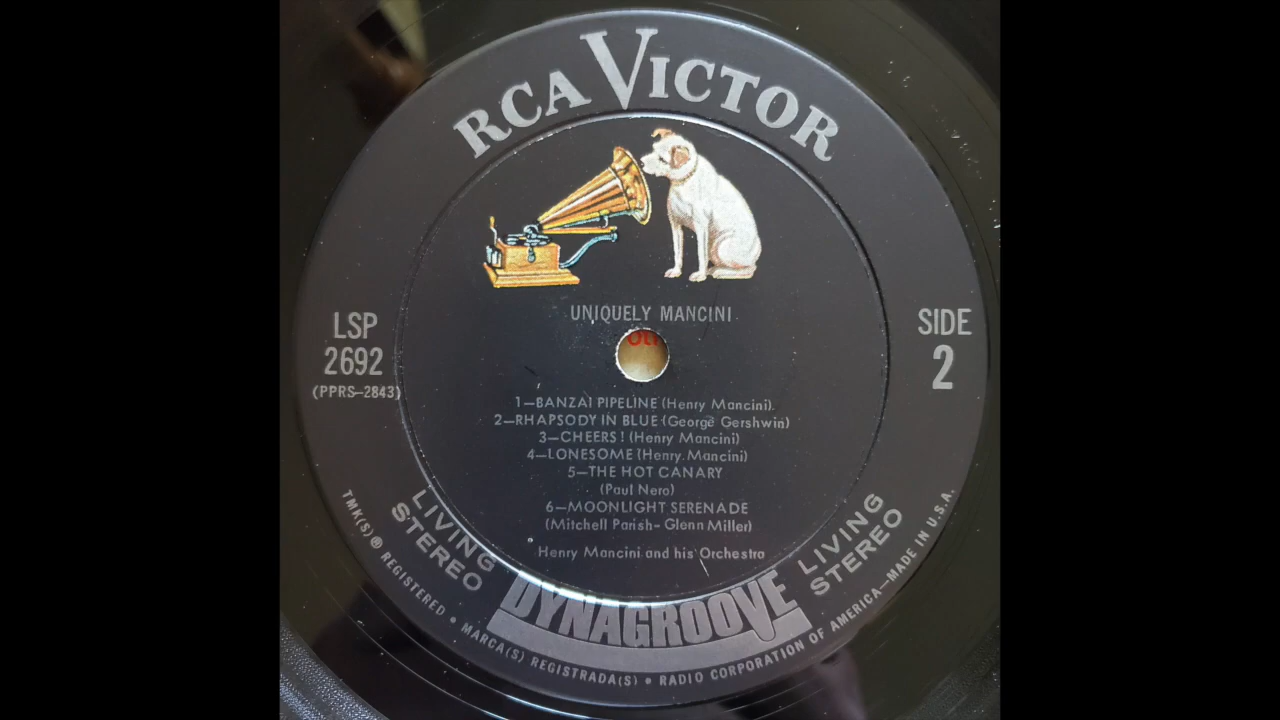 RCA VICTOR
UNIQUELY MANCINI
LSP
2692
(PPRS-2843)
SIDE
2
1—BANZAI PIPELINE (Henry Mancini)
2—RHAPSODY IN BLUE (George Gershwin)
3—CHEERS! (Henry Mancini)
4—LONESOME (Henry Mancini)
5—THE HOT CANARY
(Paul Nero)
6—MOONLIGHT SERENADE
(Mitchell Parish-Glenn Miller)
Henry Mancini and his Orchestra
LIVING
STEREO
DYNAGROOVE
LIVING
STEREO
TMK(S) ® REGISTERED • MARCA(S) REGISTRADA(S) • RADIO CORPORATION OF AMERICA—MADE IN U.S.A.